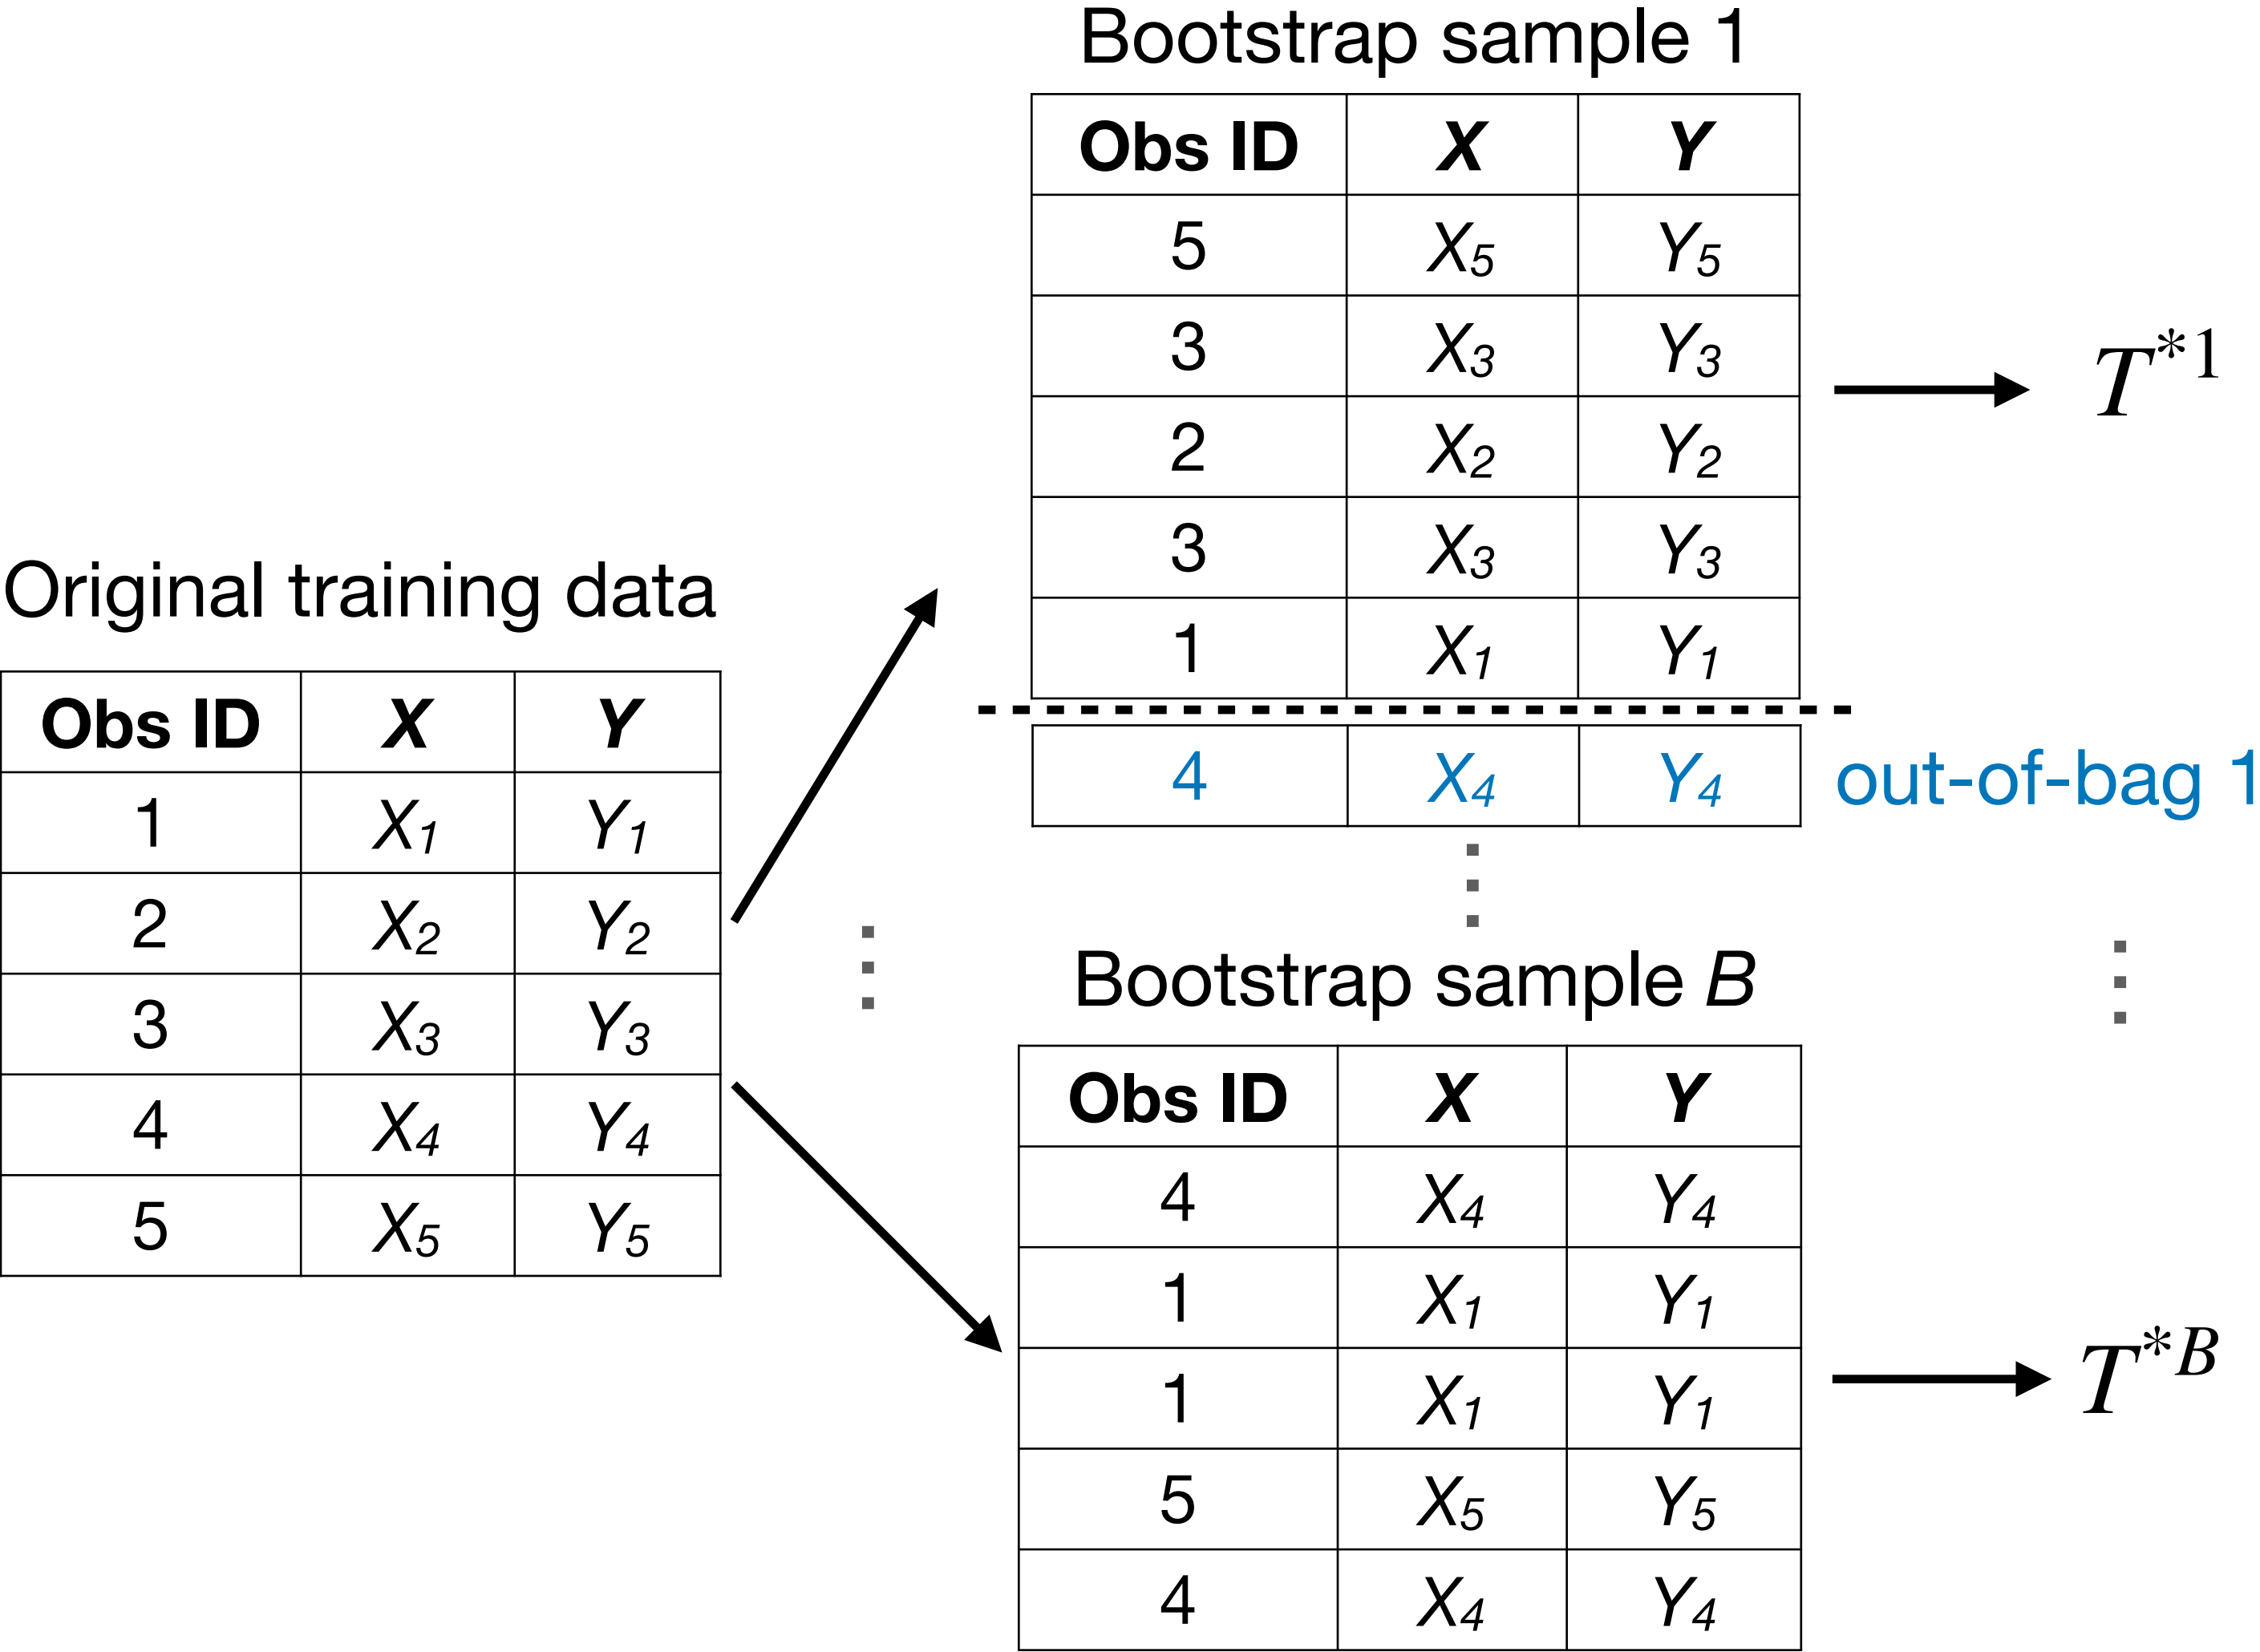 Original training data
Obs ID X Y
1 X1 Y1
2 X2 Y2
3 X3 Y3
4 X4 Y4
5 X5 Y5
Bootstrap sample 1
Obs ID X Y
5 X5 Y5
3 X3 Y3
2 X2 Y2
3 X3 Y3
1 X1 Y1
4 X4 Y4 out-of-bag 1
T*1
Bootstrap sample B
Obs ID X Y
4 X4 Y4
1 X1 Y1
1 X1 Y1
5 X5 Y5
4 X4 Y4
T*B